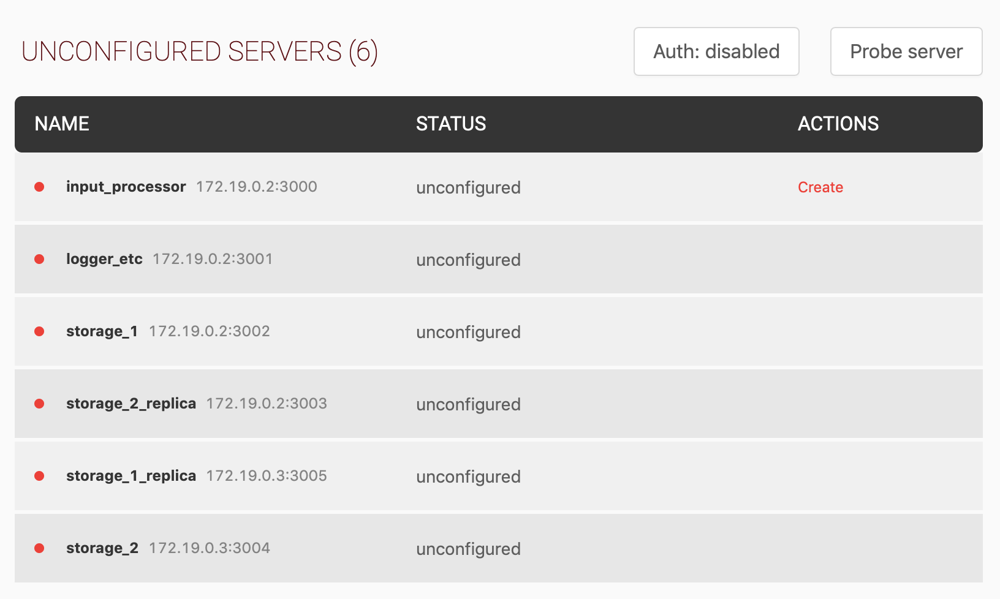 UNCONFIGURED SERVERS (6)
Auth: disabled
Probe server
NAME STATUS ACTIONS
input_processor 172.19.0.2:3000 unconfigured Create
logger_etc 172.19.0.2:3001 unconfigured
storage_1 172.19.0.2:3002 unconfigured
storage_2_replica 172.19.0.2:3003 unconfigured
storage_1_replica 172.19.0.3:3005 unconfigured
storage_2 172.19.0.3:3004 unconfigured